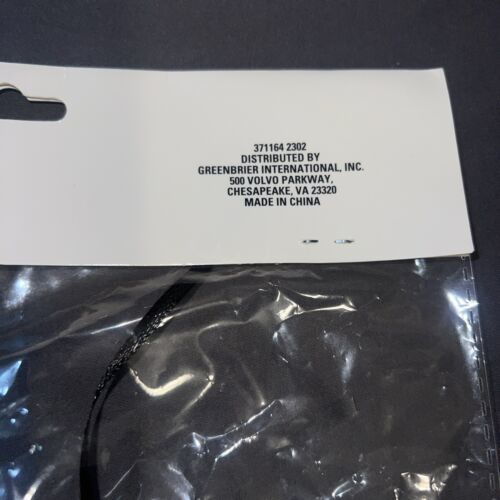 371164 2302
DISTRIBUTED BY
GREENBRIER INTERNATIONAL, INC.
500 VOLVO PARKWAY,
CHESAPEAKE, VA 23320
MADE IN CHINA